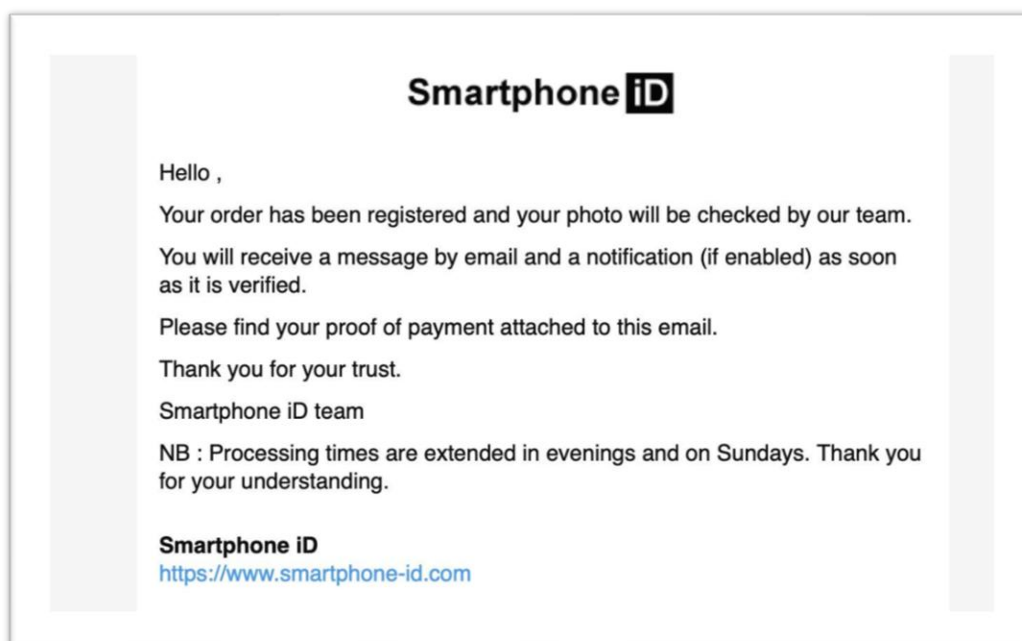 Smartphone iD
Hello ,
Your order has been registered and your photo will be checked by our team.
You will receive a message by email and a notification (if enabled) as soon
as it is verified.
Please find your proof of payment attached to this email.
Thank you for your trust.
Smartphone iD team
NB : Processing times are extended in evenings and on Sundays. Thank you
for your understanding.
Smartphone iD
https://www.smartphone-id.com